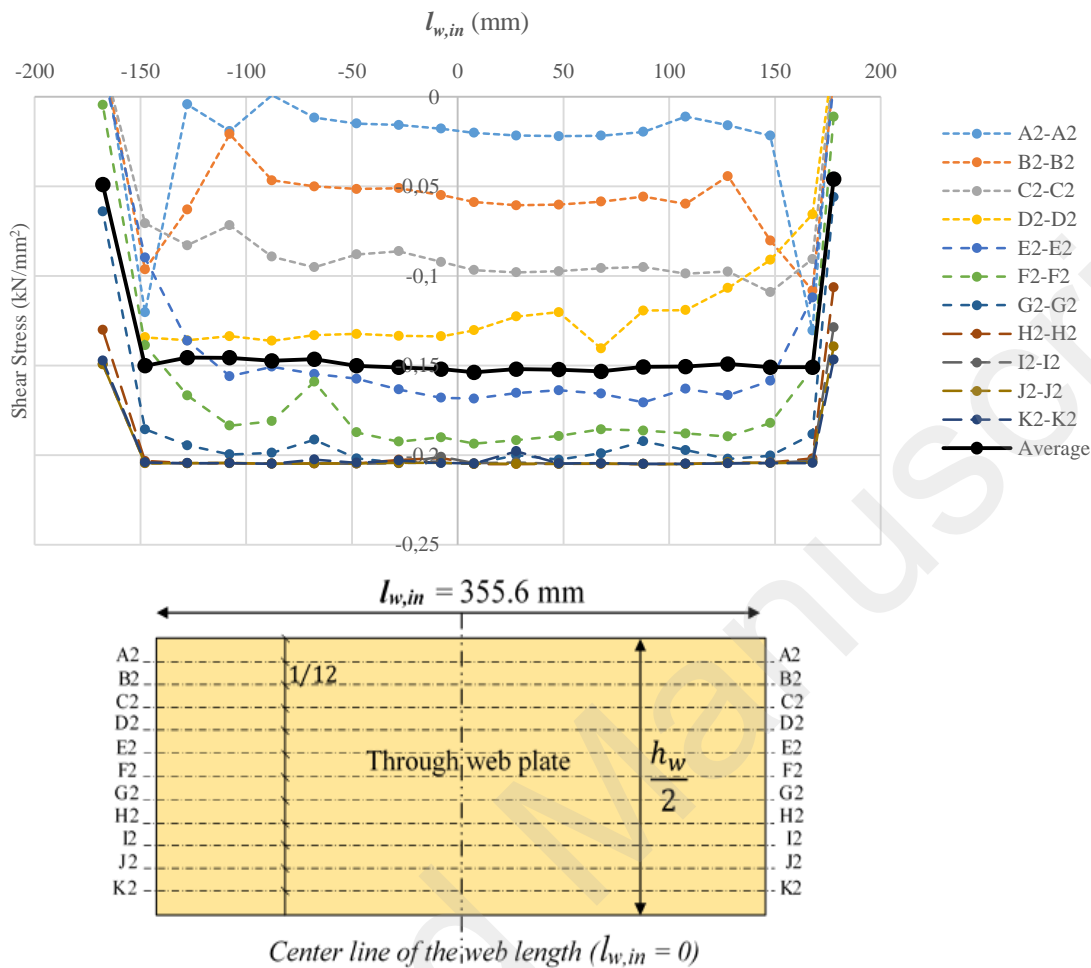 l w,in (mm)
-200 -150 -100 -50 0 50 100 150 200
0
-0,05
-0,1
-0,15
-0,2
-0,25
Shear Stress (kN/mm²)
A2-A2
B2-B2
C2-C2
D2-D2
E2-E2
F2-F2
G2-G2
H2-H2
I2-I2
J2-J2
K2-K2
Average
l w,in = 355.6 mm
A2 A2
B2 1/12 B2
C2 C2
D2 D2
E2 E2
F2 Through web plate F2
G2 G2
H2 H2
I2 I2
J2 J2
K2 K2
h w
2
Center line of the web length (l w,in = 0)
d Manuscr